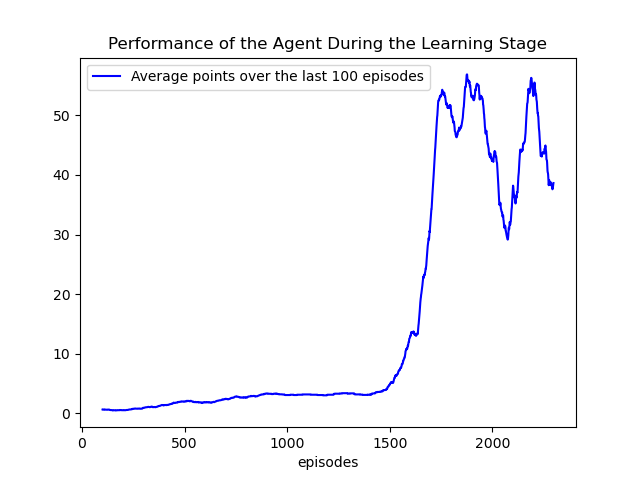 Performance of the Agent During the Learning Stage
Average points over the last 100 episodes
50
40
30
20
10
0
0 500 1000 1500 2000
episodes